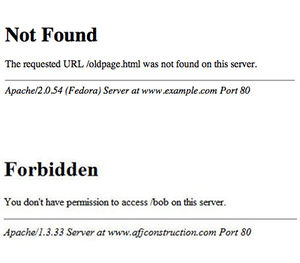 Not Found
The requested URL /oldpage.html was not found on this server.
Apache/2.0.54 (Fedora) Server at www.example.com Port 80
Forbidden
You don't have permission to access /bob on this server.
Apache/1.3.33 Server at www.affconstruction.com Port 80